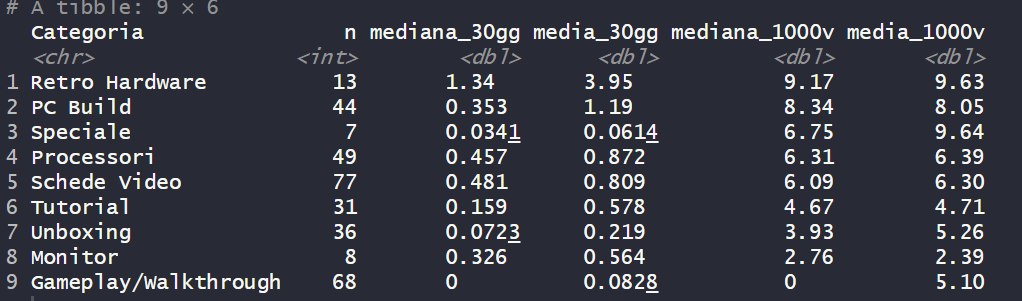 # A tibble: 9 × 6
Categoria n mediana_30gg media_30gg mediana_1000v media_1000v
<chr> <int> <dbl> <dbl> <dbl> <dbl>
1 Retro Hardware 13 1.34 3.95 9.17 9.63
2 PC Build 44 0.353 1.19 8.34 8.05
3 Speciale 7 0.0341 0.0614 6.75 9.64
4 Processori 49 0.457 0.872 6.31 6.39
5 Schede Video 77 0.481 0.809 6.09 6.30
6 Tutorial 31 0.159 0.578 4.67 4.71
7 Unboxing 36 0.0723 0.219 3.93 5.26
8 Monitor 8 0.326 0.564 2.76 2.39
9 Gameplay/Walkthrough 68 0 0.0828 0 5.10